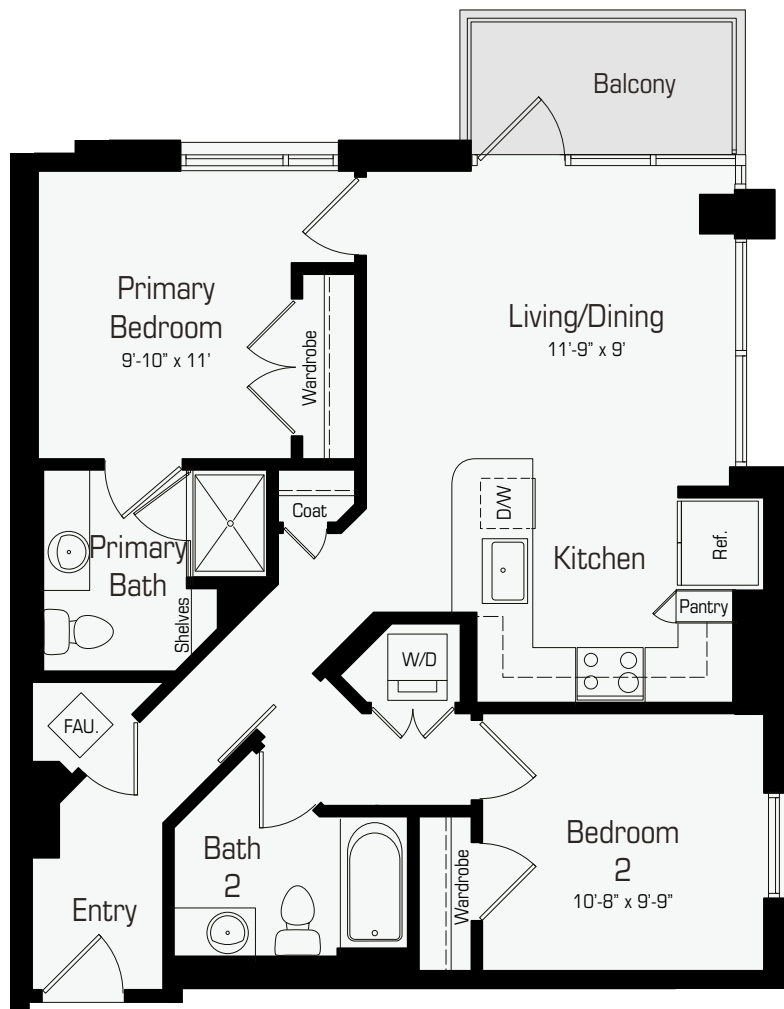 Balcony
Primary
Bedroom
9'-10" x 11'
Wardrobe
Living/Dining
11'-9" x 9'
Coat
D/W
Kitchen
Ref.
Pantry
Primary
Bath
Shelves
W/D
FAU.
Bath
2
Wardrobe
Bedroom
2
10'-8" x 9'-9"
Entry